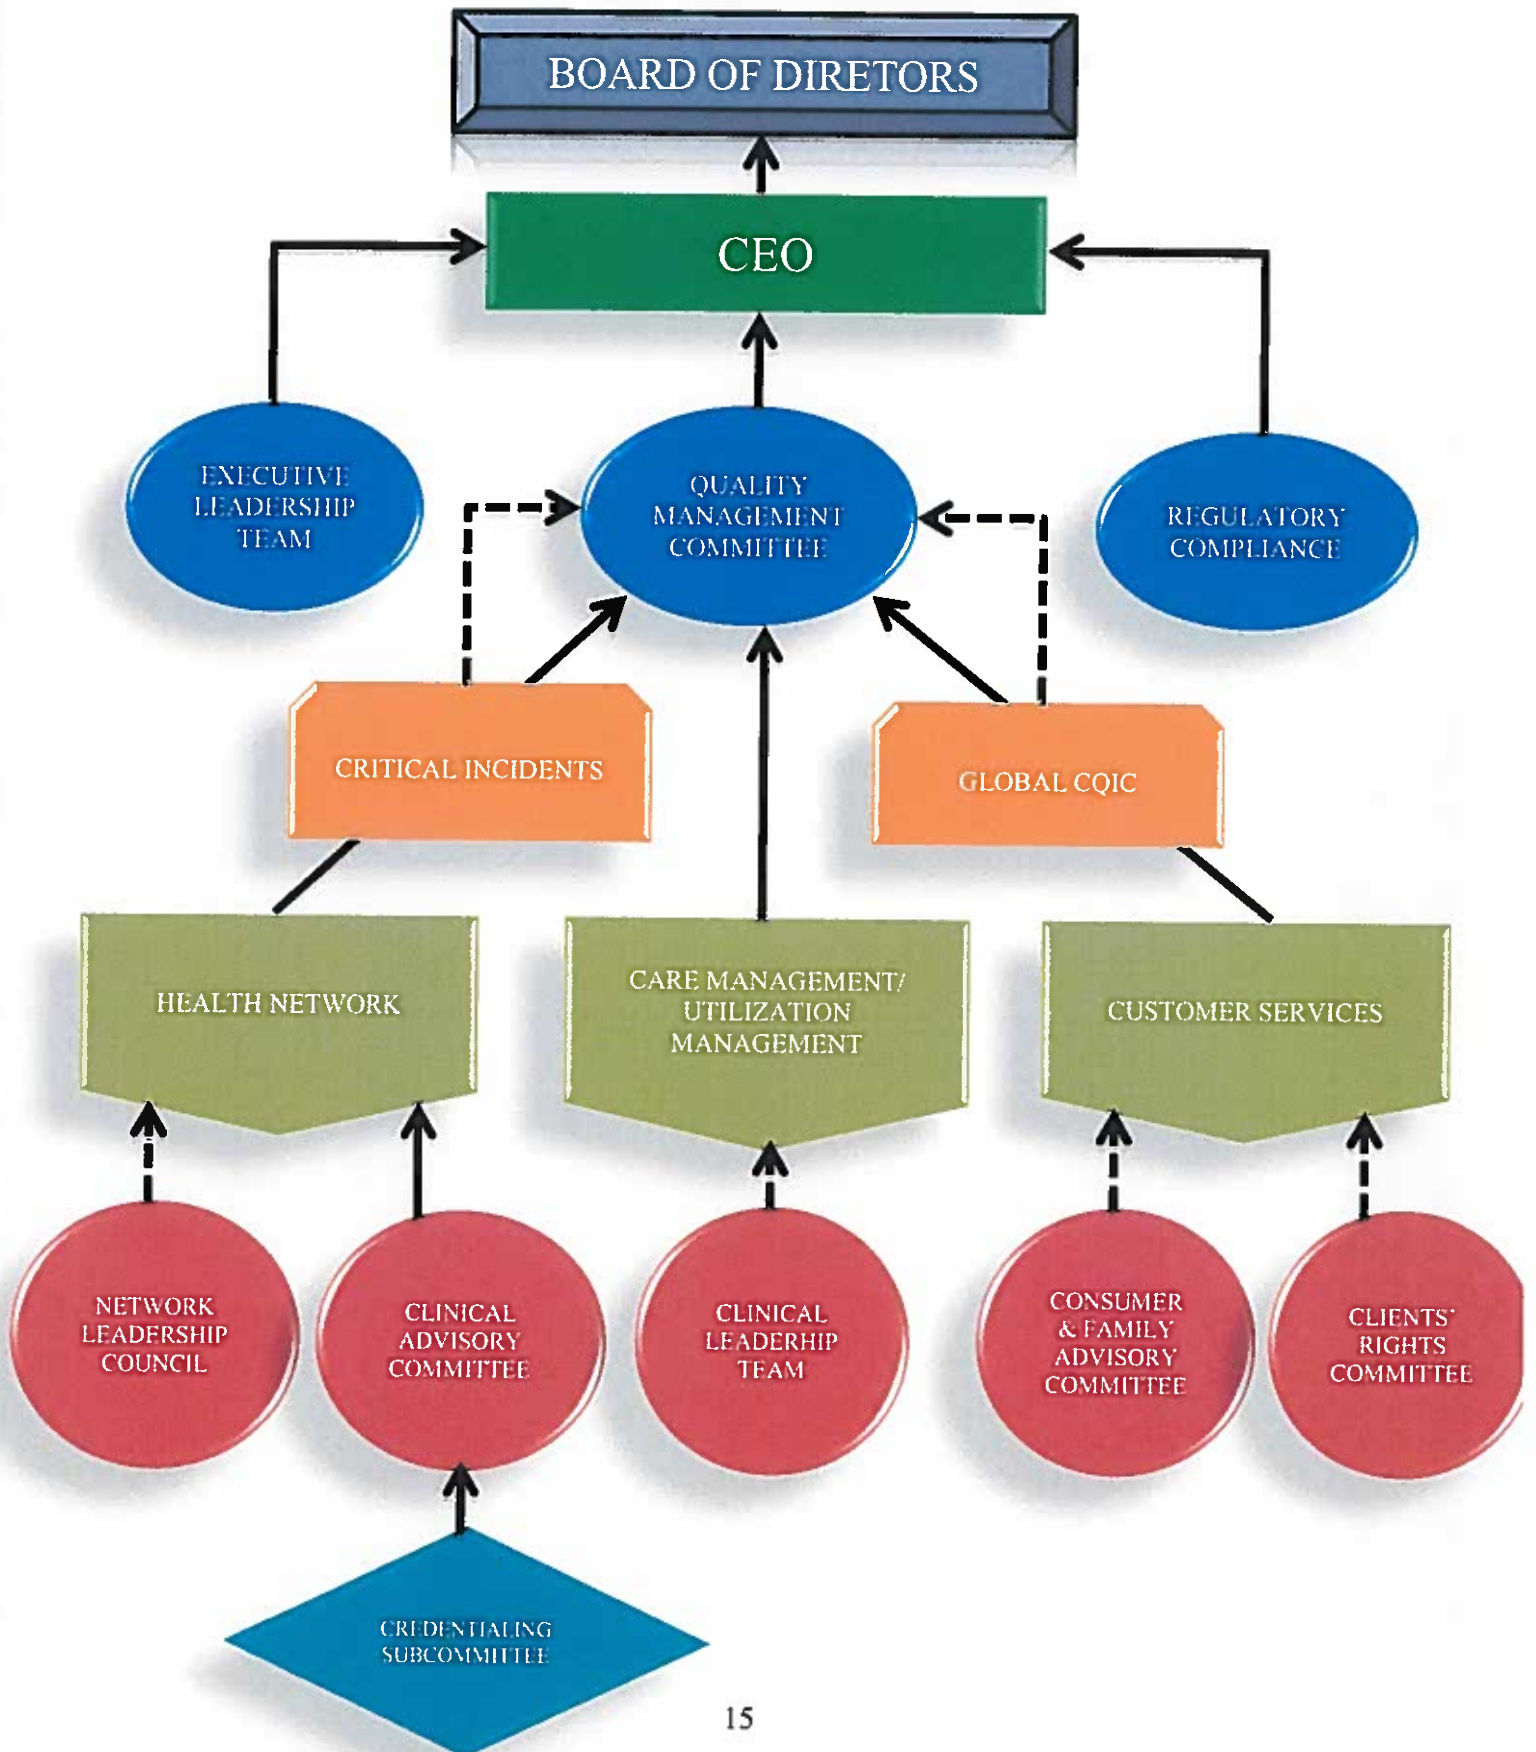 BOARD OF DIRETORS
CEO
EXECUTIVE
LEADERSHIP
TEAM
QUALITY
MANAGEMENT
COMMITTEE
REGULATORY
COMPLIANCE
CRITICAL INCIDENTS
GLOBAL CQIC
HEALTH NETWORK
CARE MANAGEMENT/
UTILIZATION
MANAGEMENT
CUSTOMER SERVICES
NETWORK
LEADERSHIP
COUNCIL
CLINICAL
ADVISORY
COMMITTEE
CLINICAL
LEADERHIP
TEAM
CONSUMER
& FAMILY
ADVISORY
COMMITTEE
CLIENTS'
RIGHTS
COMMITTEE
CREDENTIALING
SUBCOMMITTEE
15